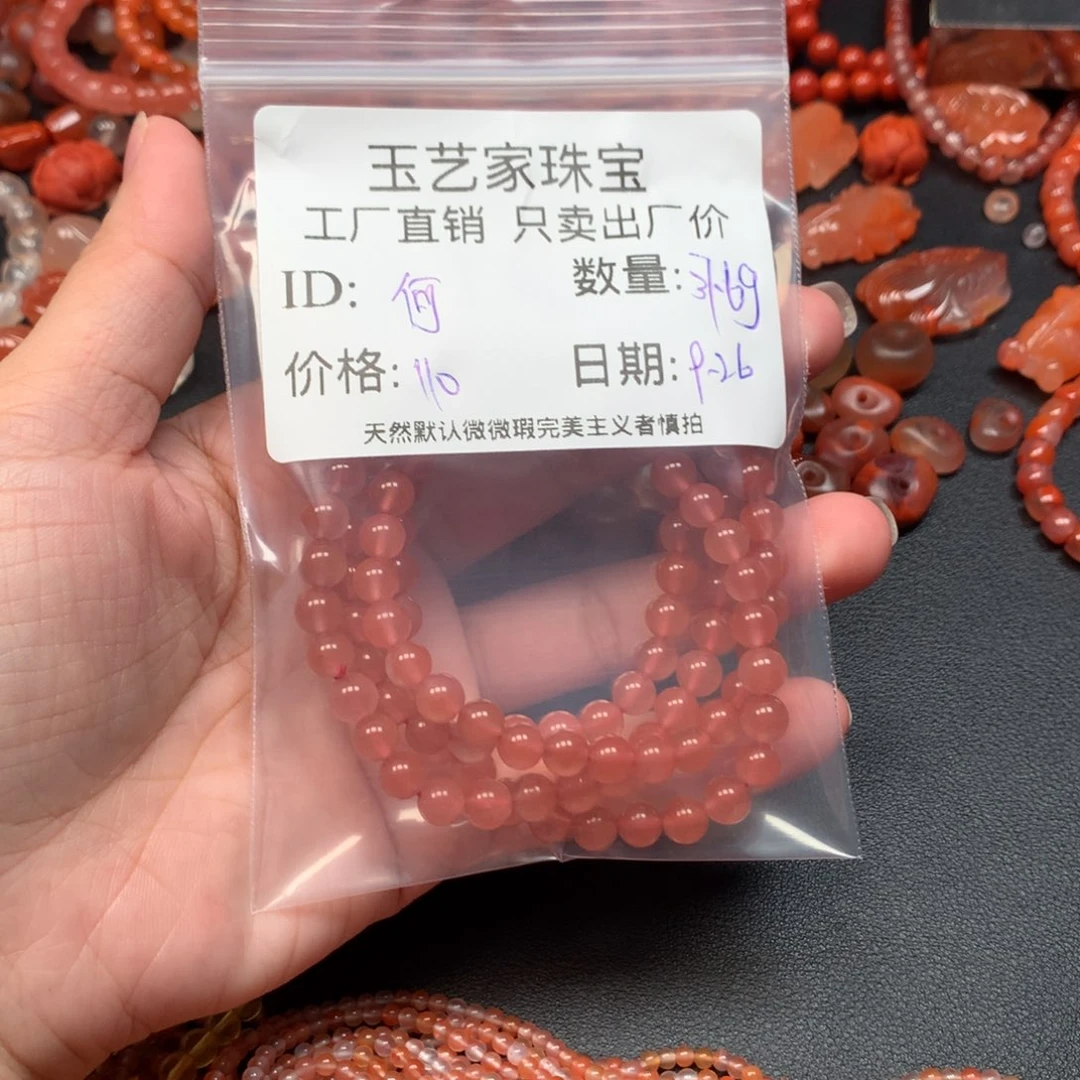 玉艺家珠宝
工厂直销 只卖出厂价
ID: 何 数量: 31.6g
价格: 110 日期: 9-26
天然默认微微瑕完美主义者慎拍